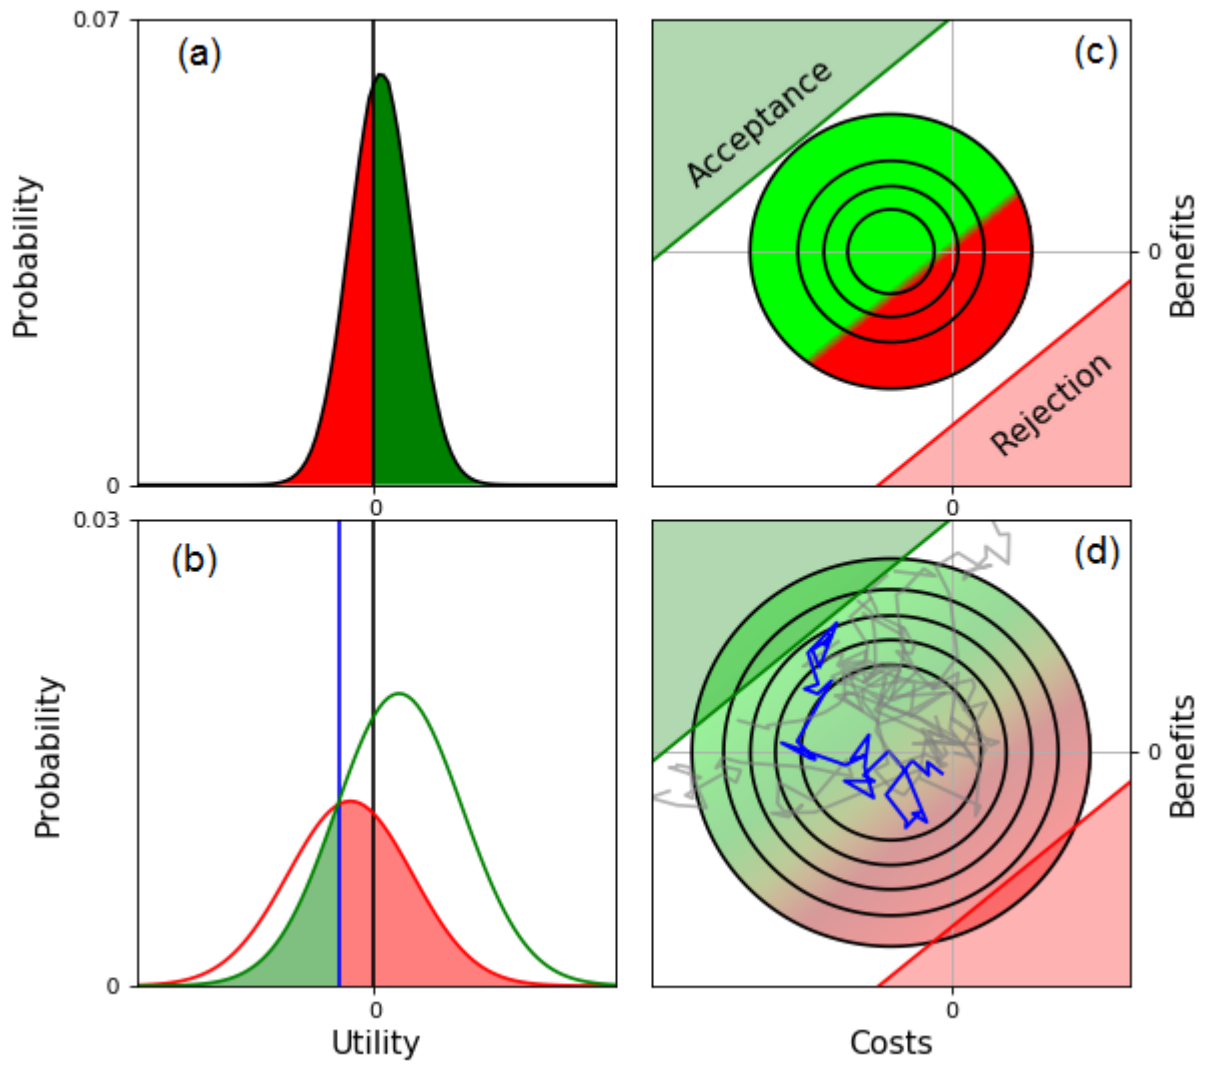 0.07
(a)
Probability
0
0
(c)
Acceptance
0
Benefits
Rejection
0
0.03
(b)
Probability
0
0
Utility
(d)
0
Benefits
0
Costs